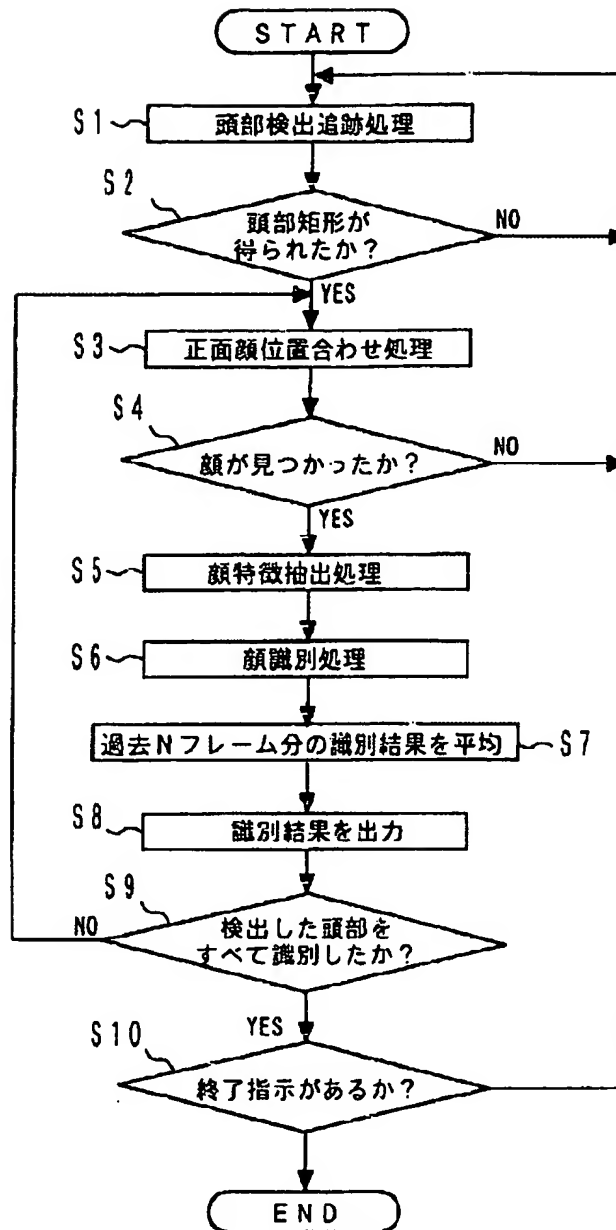 START
S1 頭部検出追跡処理
S2
頭部矩形が
得られたか？
NO
YES
S3 正面顔位置合わせ処理
S4
顔が見つかったか？
NO
YES
S5 顔特徴抽出処理
S6 顔識別処理
過去Nフレーム分の識別結果を平均 S7
S8 識別結果を出力
S9
検出した頭部を
すべて識別したか？
NO
YES
S10
終了指示があるか？
END